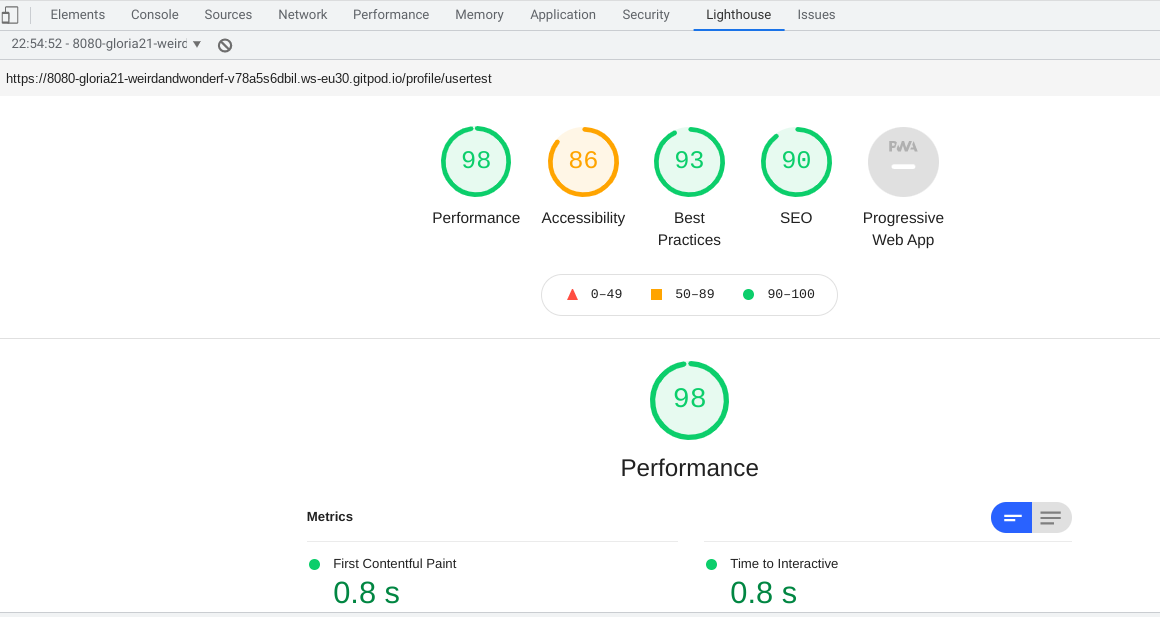 Elements Console Sources Network Performance Memory Application Security Lighthouse Issues
22:54:52 - 8080-gloria21-weird
https://8080-gloria21-weirdandwonderf-v78a5s6dbil.ws-eu30.gitpod.io/profile/usertest
98 86 93 90 PWA
Performance Accessibility Best Practices SEO Progressive Web App
0–49 50–89 90–100
98
Performance
Metrics
First Contentful Paint Time to Interactive
0.8 s 0.8 s